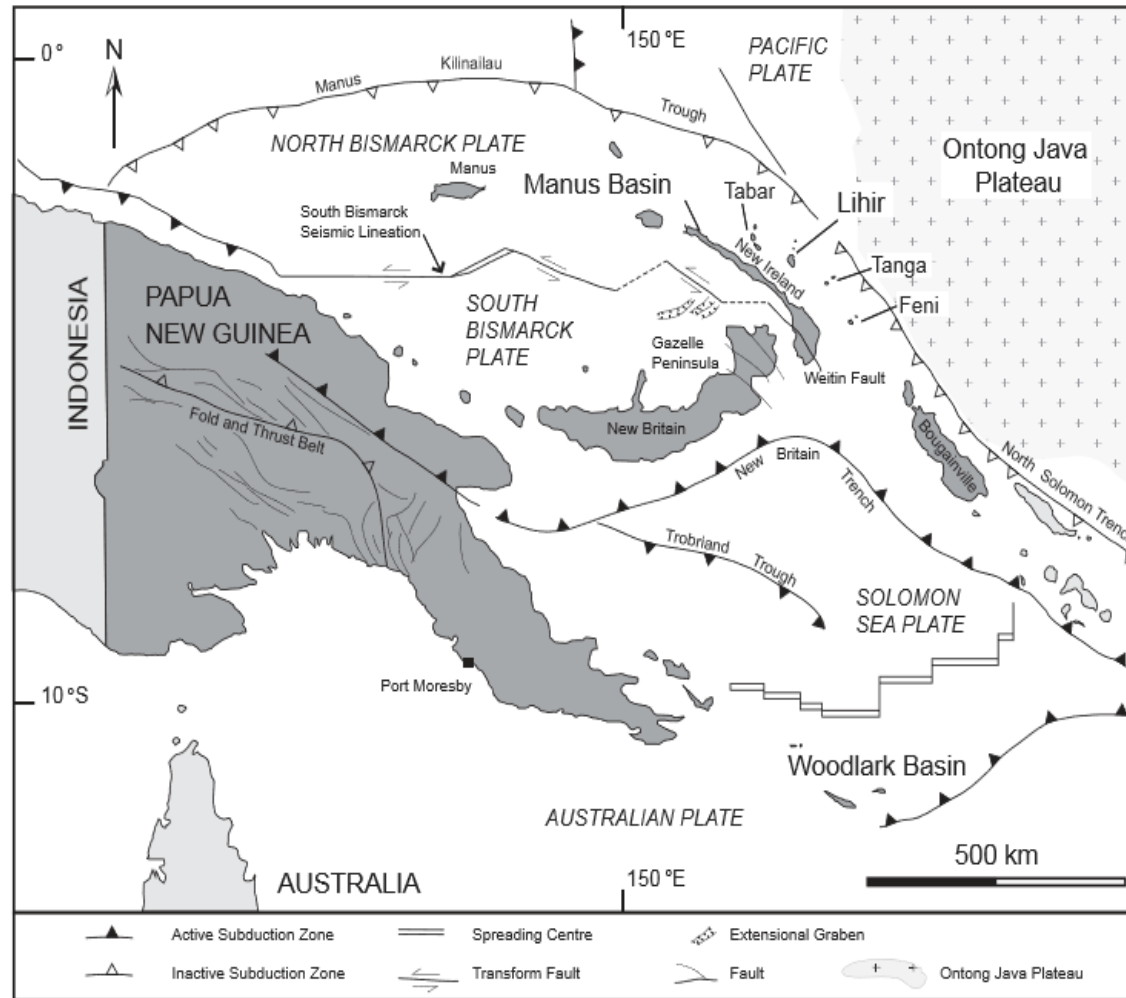 0°
N
150 °E
PACIFIC
PLATE
Manus
Kilinailau
Trough
NORTH BISMARCK PLATE
Ontong Java
Plateau
Manus
Manus Basin
Tabar
Lihir
South Bismarck
Seismic Lineation
New Ireland
Tanga
Feni
INDONESIA
PAPUA
NEW GUINEA
SOUTH
BISMARCK
PLATE
Gazelle
Peninsula
Weitin Fault
Fold and Thrust Belt
New Britain
Bougainville
New Britain Trench
North Solomon Trench
Trobriand
Trough
SOLOMON
SEA PLATE
10°S
Port Moresby
Woodlark Basin
AUSTRALIAN PLATE
500 km
AUSTRALIA
150 °E
Active Subduction Zone
Spreading Centre
Extensional Graben
Inactive Subduction Zone
Transform Fault
Fault
Ontong Java Plateau